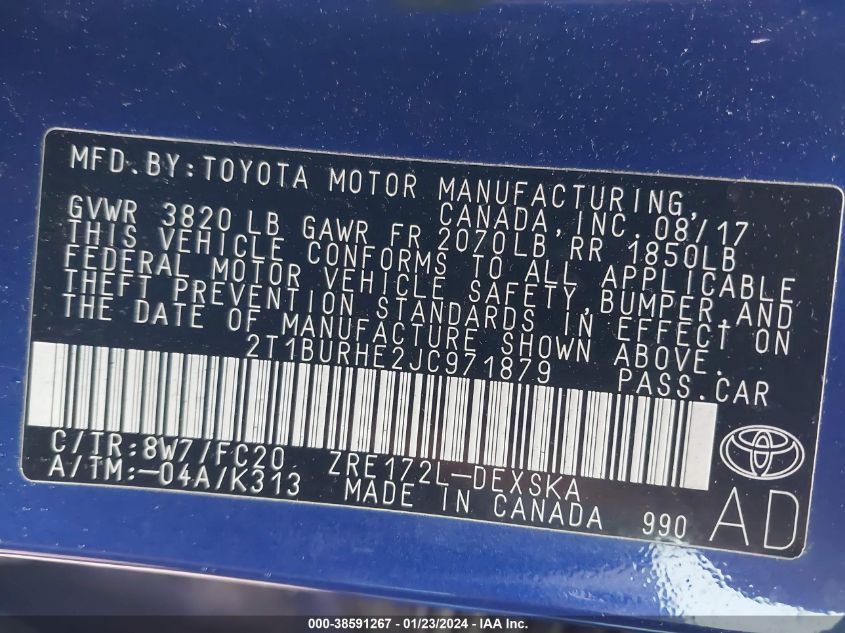 MFD.BY:TOYOTA MOTOR MANUFACTURING,
CANADA, INC. 08/17
GVWR 3820 LB GAWR FR 2070LB RR 1850LB
THIS VEHICLE CONFORMS TO ALL APPLICABLE
FEDERAL MOTOR VEHICLE SAFETY,BUMPER,AND
THEFT PREVENTION STANDARDS IN EFFECT ON
THE DATE OF MANUFACTURE SHOWN ABOVE.
2T1BURHE2JC971879 PASS.CAR
C/TR:8W7/FC20 ZRE172L-DEXSKA
A/TM:-04A/K313 MADE IN CANADA 990 AD
000-38591267 - 01/23/2024 - IAA Inc.